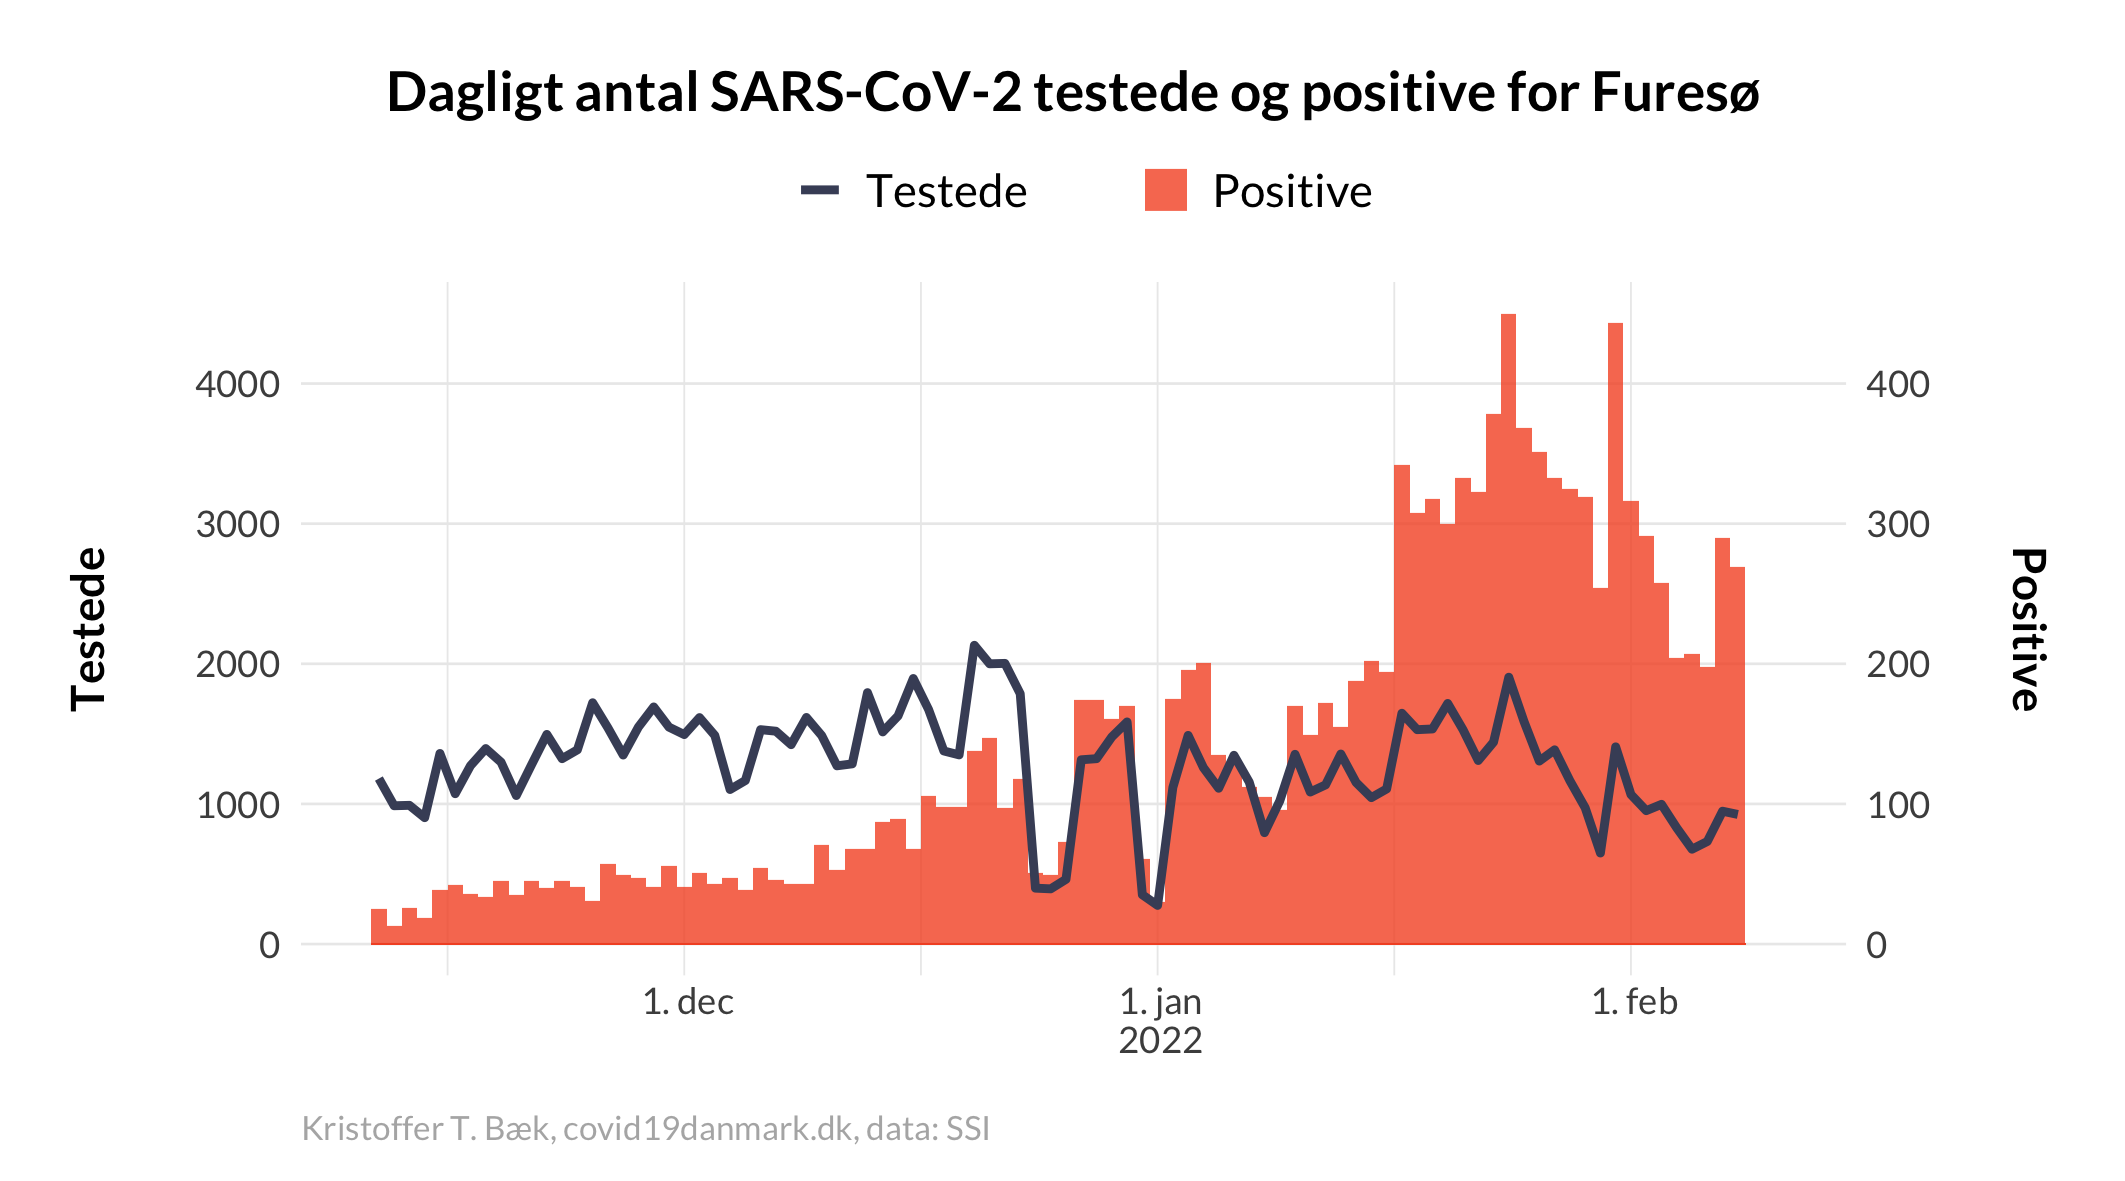 Dagligt antal SARS-CoV-2 testede og positive for Furesø
Testede
Positive
Testede
4000
3000
2000
1000
0
400
300
200
100
0
Positive
1. dec
1. jan
2022
1. feb
Kristoffer T. Bæk, covid19danmark.dk, data: SSI